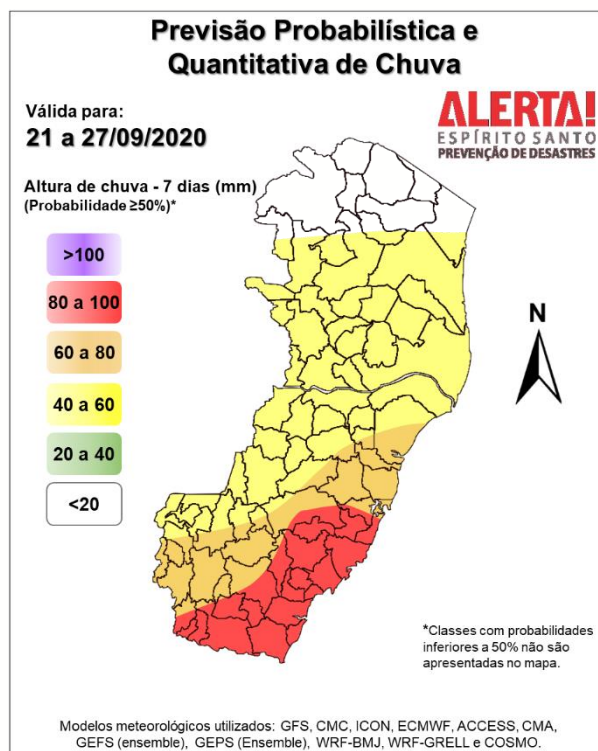 Previsão Probabilística e
Quantitativa de Chuva
Válida para:
21 a 27/09/2020
ALERTA!
ESPÍRITO SANTO
PREVENÇÃO DE DESASTRES
Altura de chuva - 7 dias (mm)
(Probabilidade ≥50%)*
>100
80 a 100
60 a 80
40 a 60
20 a 40
<20
N
*Classes com probabilidades
inferiores a 50% não são
apresentadas no mapa.
Modelos meteorológicos utilizados: GFS, CMC, ICON, ECMWF, ACCESS, CMA,
GEFS (ensemble), GEPS (Ensemble), WRF-BMJ, WRF-GRELL e COSMO.